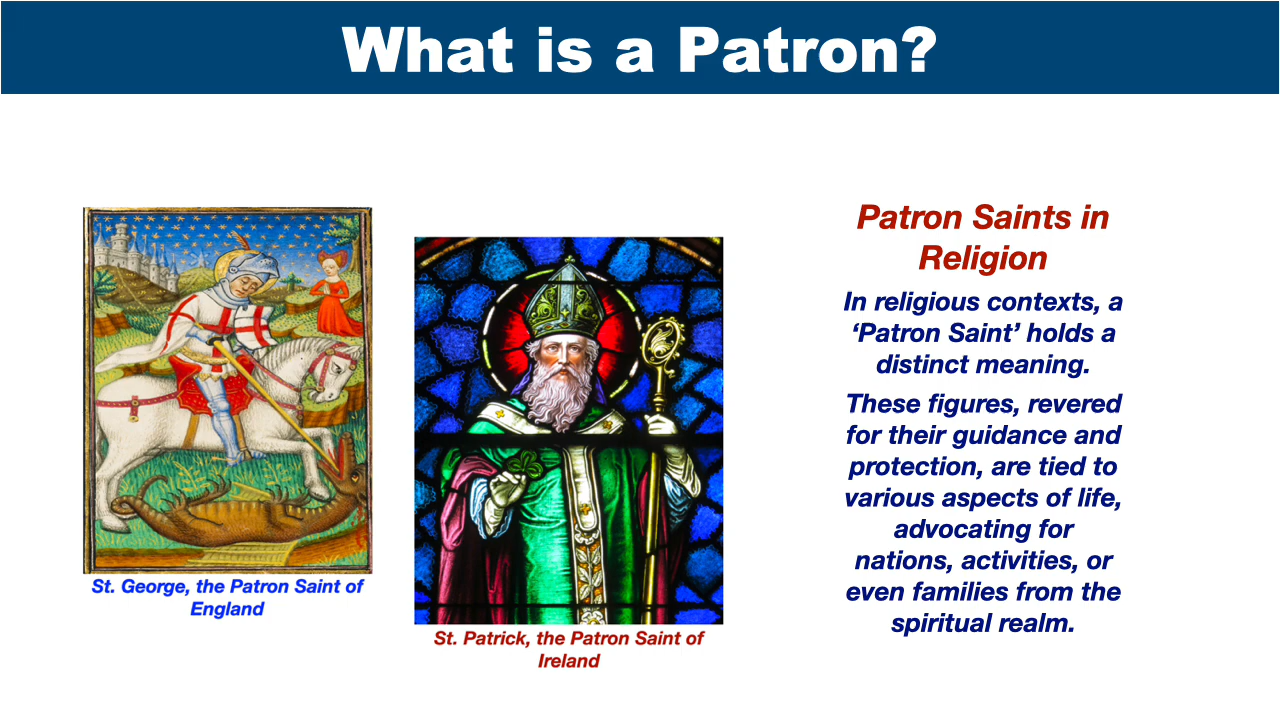 What is a Patron?
St. George, the Patron Saint of
England
St. Patrick, the Patron Saint of
Ireland
Patron Saints in
Religion
In religious contexts, a
‘Patron Saint’ holds a
distinct meaning.
These figures, revered
for their guidance and
protection, are tied to
various aspects of life,
advocating for
nations, activities, or
even families from the
spiritual realm.